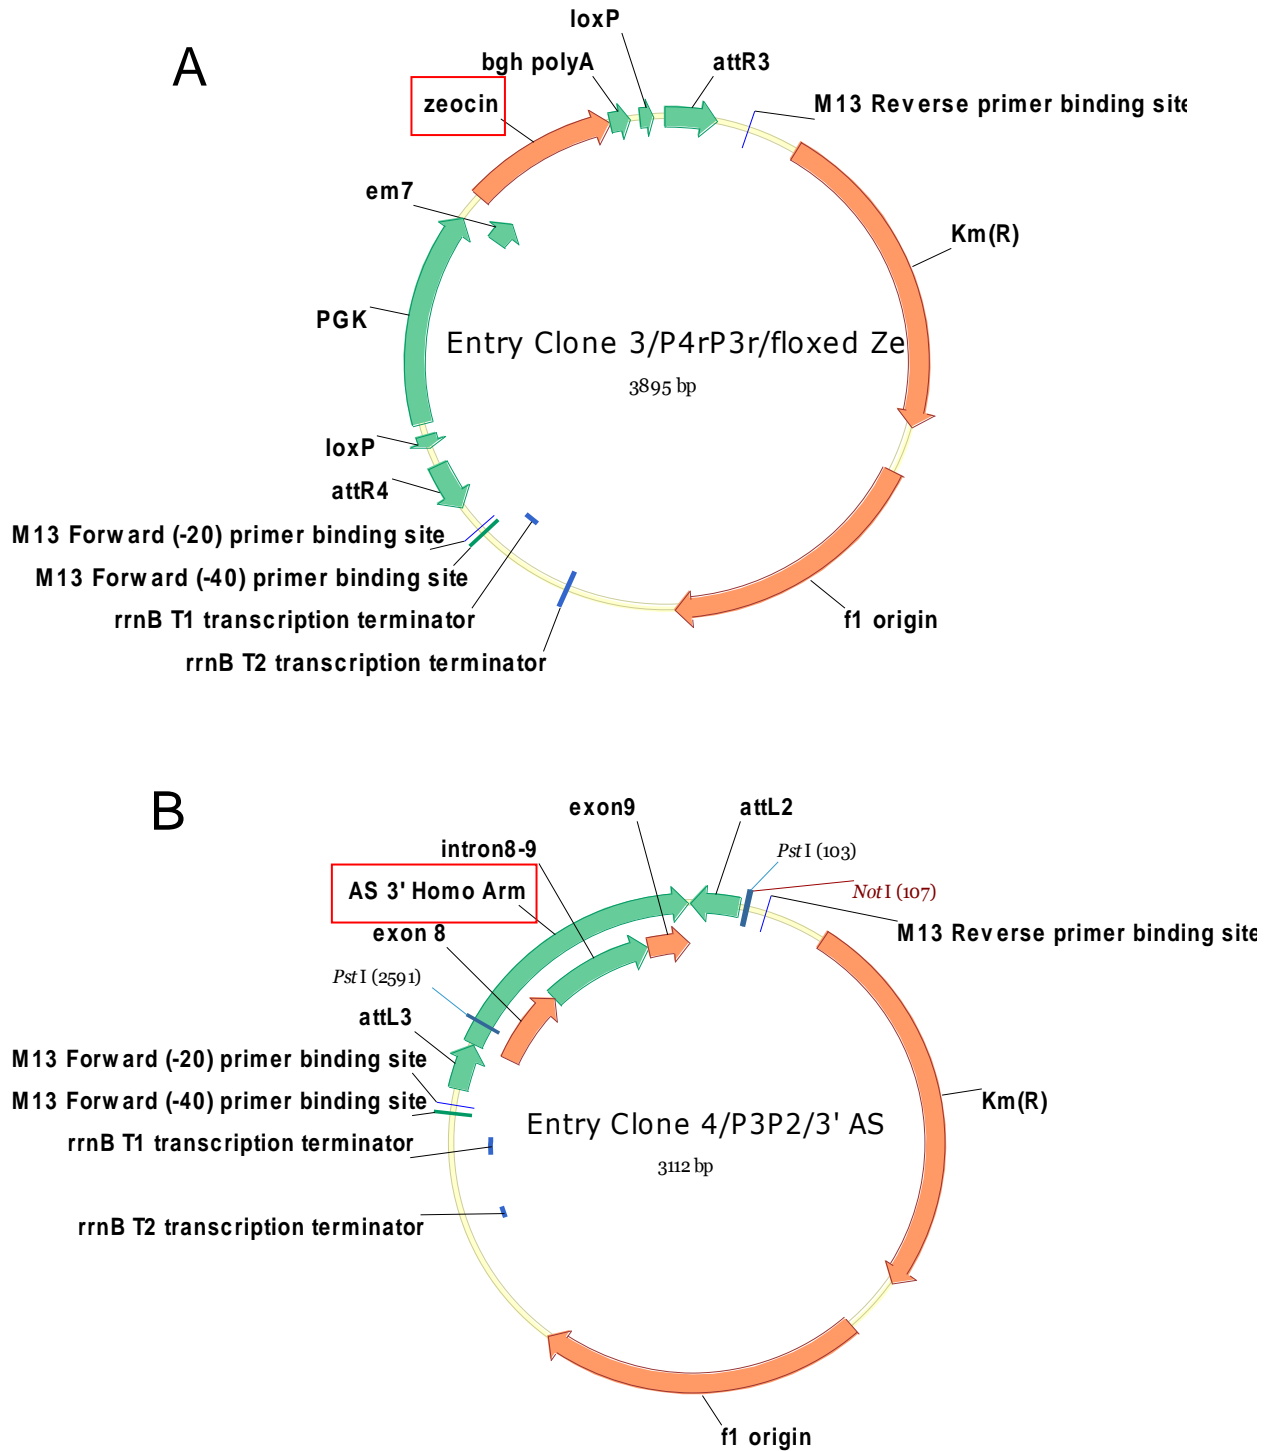 A
loxP
bgh polyA
attR3
zeocin
M13 Reverse primer binding site
em7
Km(R)
PGK
Entry Clone 3/P4rP3r/floxed Ze
3895 bp
loxP
attR4
M13 Forward (-20) primer binding site
M13 Forward (-40) primer binding site
rrnB T1 transcription terminator
f1 origin
rrnB T2 transcription terminator
B
exon9
attL2
intron8-9
PstI (103)
AS 3' Homo Arm
NotI (107)
exon 8
M13 Reverse primer binding site
PstI (2591)
attL3
M13 Forward (-20) primer binding site
M13 Forward (-40) primer binding site
Km(R)
Entry Clone 4/P3P2/3' AS
rrnB T1 transcription terminator
3112 bp
rrnB T2 transcription terminator
f1 origin